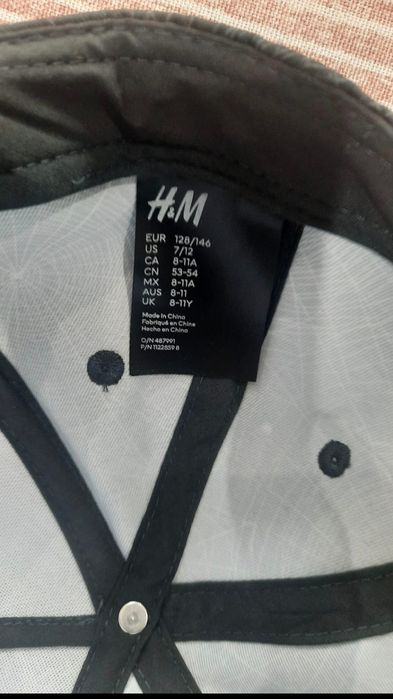 H&M
EUR 128/146
US 7/12
CA 8-11A
CN 53-54
MX 8-11A
AUS 8-11
UK 8-11Y
Made in China
Fabriqué en Chine
Hecho en China
O/N 487991
P/N 1122859 8